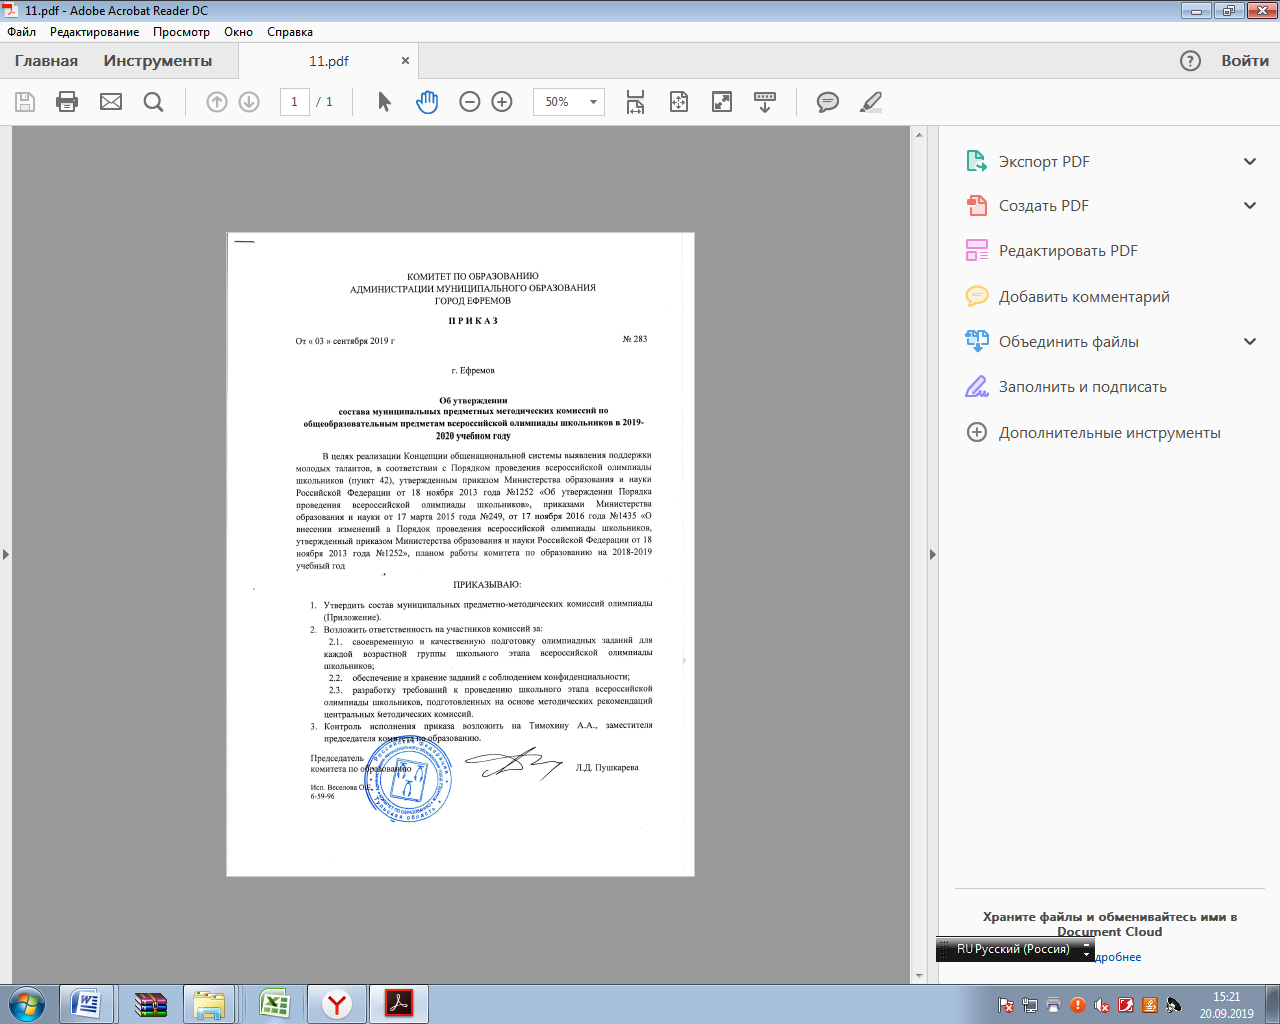 11.pdf - Adobe Acrobat Reader DC
Файл Редактирование Просмотр Окно Справка
Главная Инструменты 11.pdf × Войти
1 / 1 50%
КОМИТЕТ ПО ОБРАЗОВАНИЮ
АДМИНИСТРАЦИИ МУНИЦИПАЛЬНОГО ОБРАЗОВАНИЯ
ГОРОД ЕФРЕМОВ
П Р И К А З
От « 03 » сентября 2019 г № 283
г. Ефремов
Об утверждении
состава муниципальных предметных методических комиссий по
общеобразовательным предметам всероссийской олимпиады школьников в 2019-
2020 учебном году
В целях реализации Концепции общенациональной системы выявления поддержки
молодых талантов, в соответствии с Порядком проведения всероссийской олимпиады
школьников (пункт 42), утвержденным приказом Министерства образования и науки
Российской Федерации от 18 ноября 2013 года №1252 «Об утверждении Порядка
проведения всероссийской олимпиады школьников», приказами Министерства
образования и науки от 17 марта 2015 года №249, от 17 ноября 2016 года №1435 «О
внесении изменений а Порядок проведения всероссийской олимпиады школьников,
утвержденный приказом Министерства образования и науки Российской Федерации от 18
ноября 2013 года №1252», планом работы комитета по образованию на 2018-2019
учебный год
ПРИКАЗЫВАЮ:
1. Утвердить состав муниципальных предметно-методических комиссий олимпиады
(Приложение).
2. Возложить ответственность на участников комиссий за:
2.1. своевременную и качественную подготовку олимпиадных заданий для
каждой возрастной группы школьного этапа всероссийской олимпиады
школьников;
2.2. обеспечение и хранение заданий с соблюдением конфиденциальности;
2.3. разработку требований к проведению школьного этапа всероссийской
олимпиады школьников, подготовленных на основе методических рекомендаций
центральных методических комиссий.
3. Контроль исполнения приказа возложить на Тимохину А.А., заместителя
председателя комитета по образованию.
Председатель
комитета по образованию Л.Д. Пушкарева
Исп. Веселова О.Е.
6-59-96
Российская Федерация
КОМИТЕТ ПО ОБРАЗОВАНИЮ
Тульская область
Экспорт PDF
Создать PDF
Редактировать PDF
Добавить комментарий
Объединить файлы
Заполнить и подписать
Дополнительные инструменты
Храните файлы и обменивайтесь ими в
Document Cloud
RU Русский (Россия)
дробнее
15:21
20.09.2019